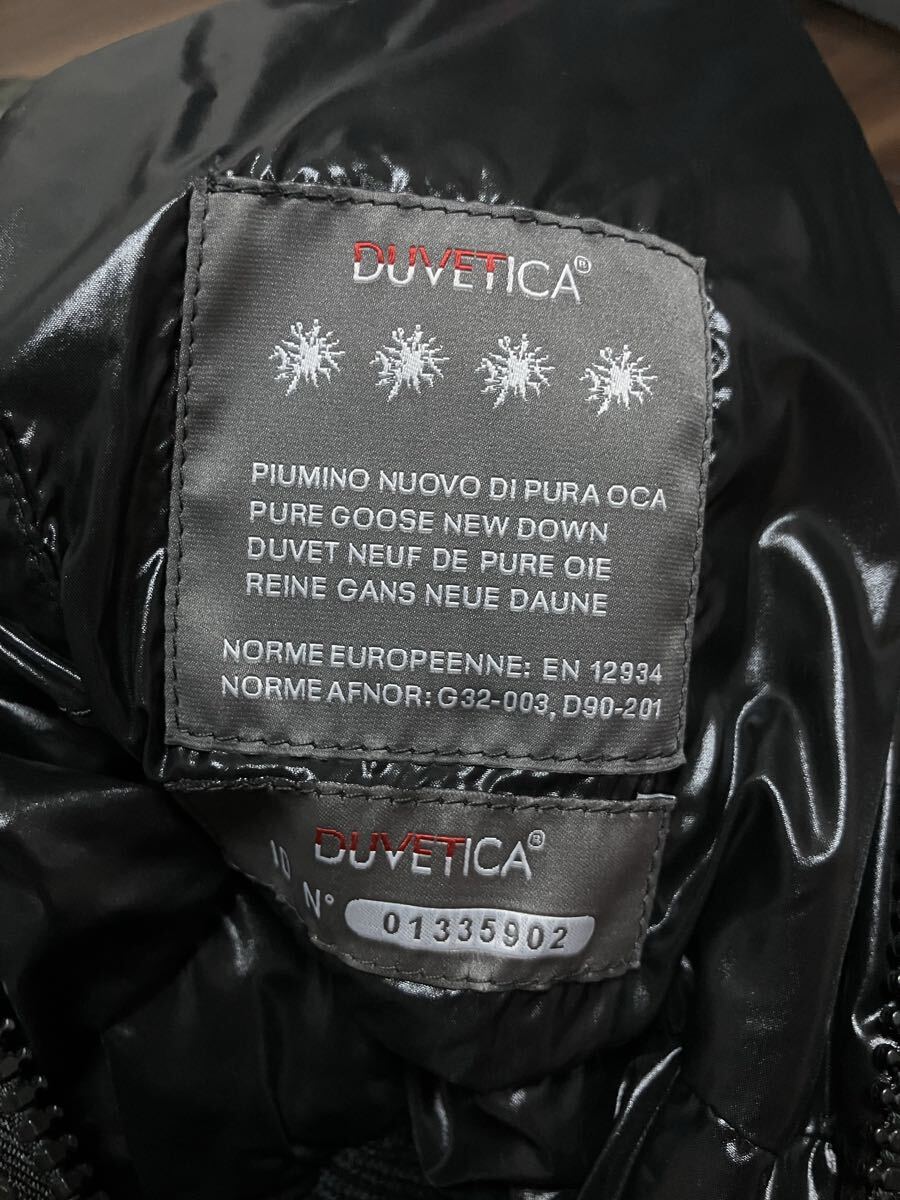 DUVETICA®
PIUMINO NUOVO DI PURA OCA
PURE GOOSE NEW DOWN
DUVET NEUF DE PURE OIE
REINE GANS NEUE DAUNE
NORME EUROPEENNE: EN 12934
NORME AFNOR: G32-003, D90-201
DUVETICA®
ID
N° 01335902